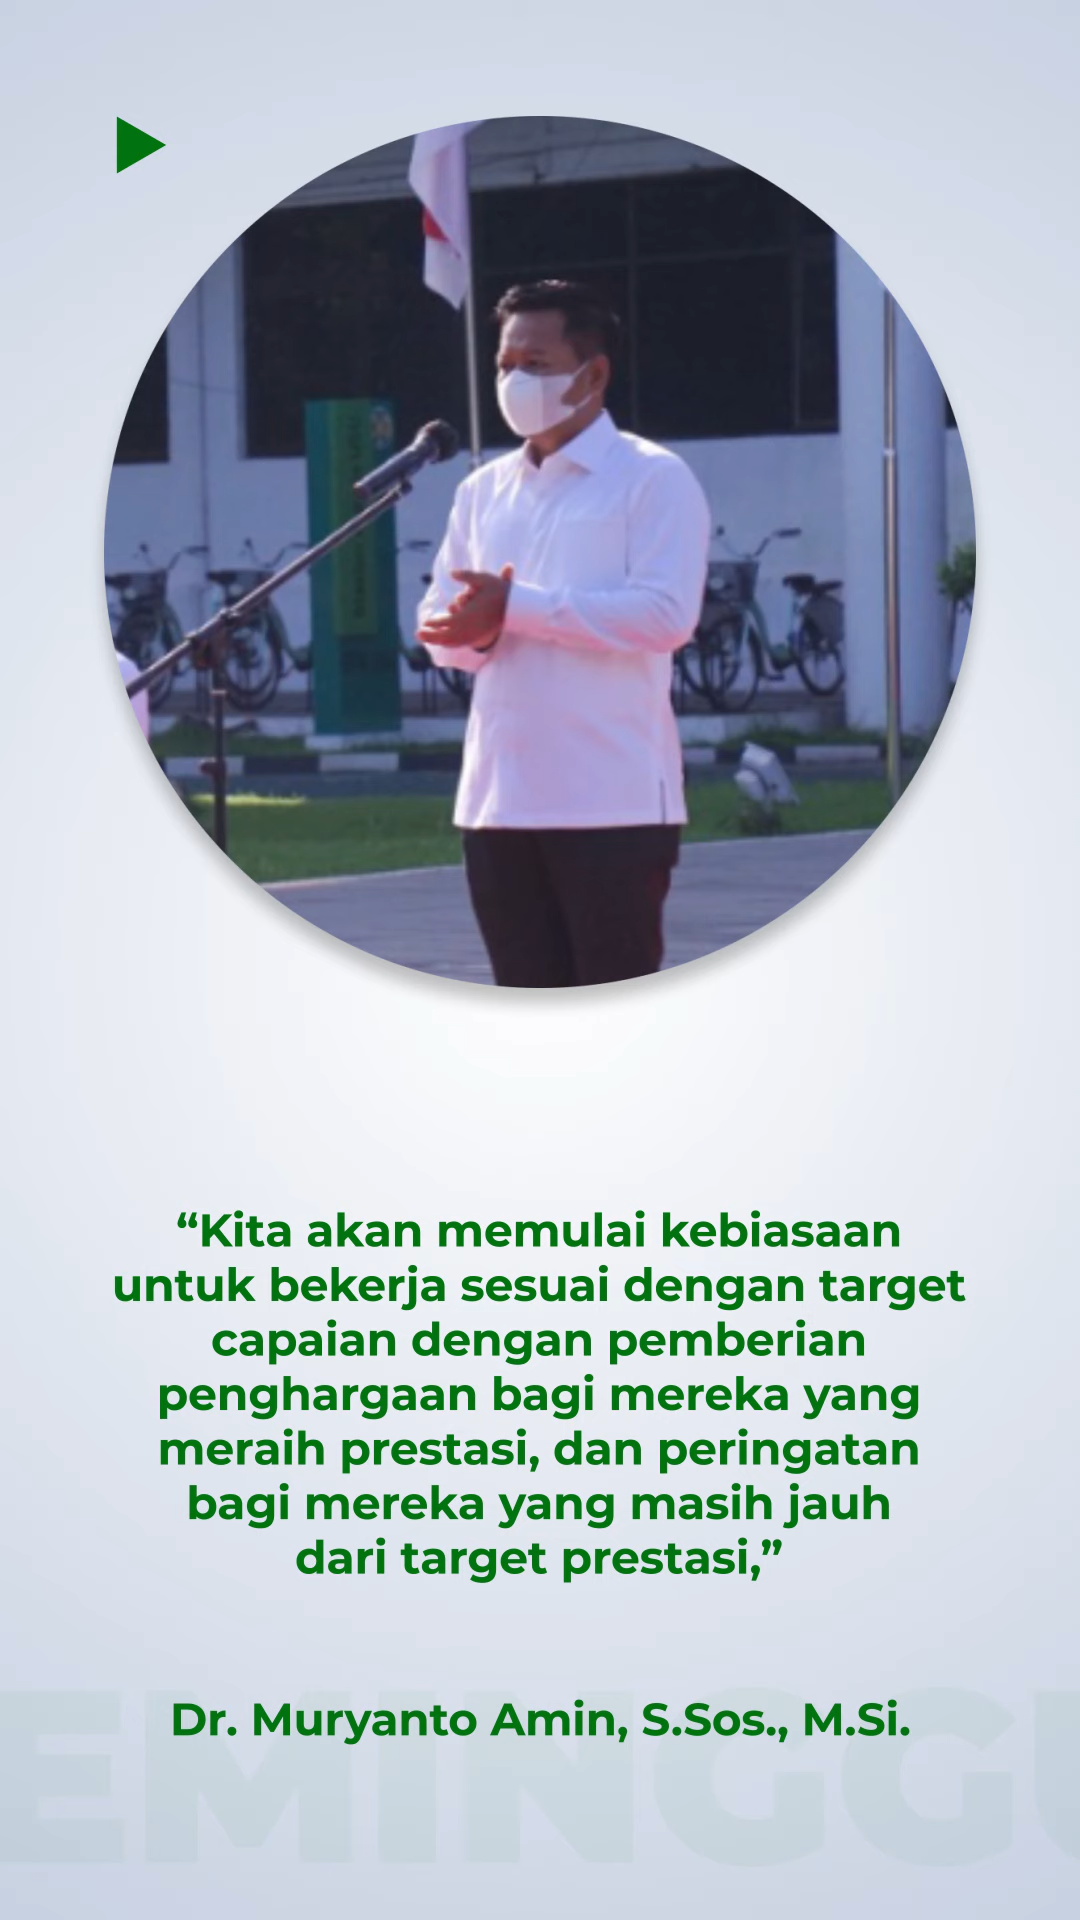 “Kita akan memulai kebiasaan
untuk bekerja sesuai dengan target
capaian dengan pemberian
penghargaan bagi mereka yang
meraih prestasi, dan peringatan
bagi mereka yang masih jauh
dari target prestasi,”
Dr. Muryanto Amin, S.Sos., M.Si.
EMINGGU